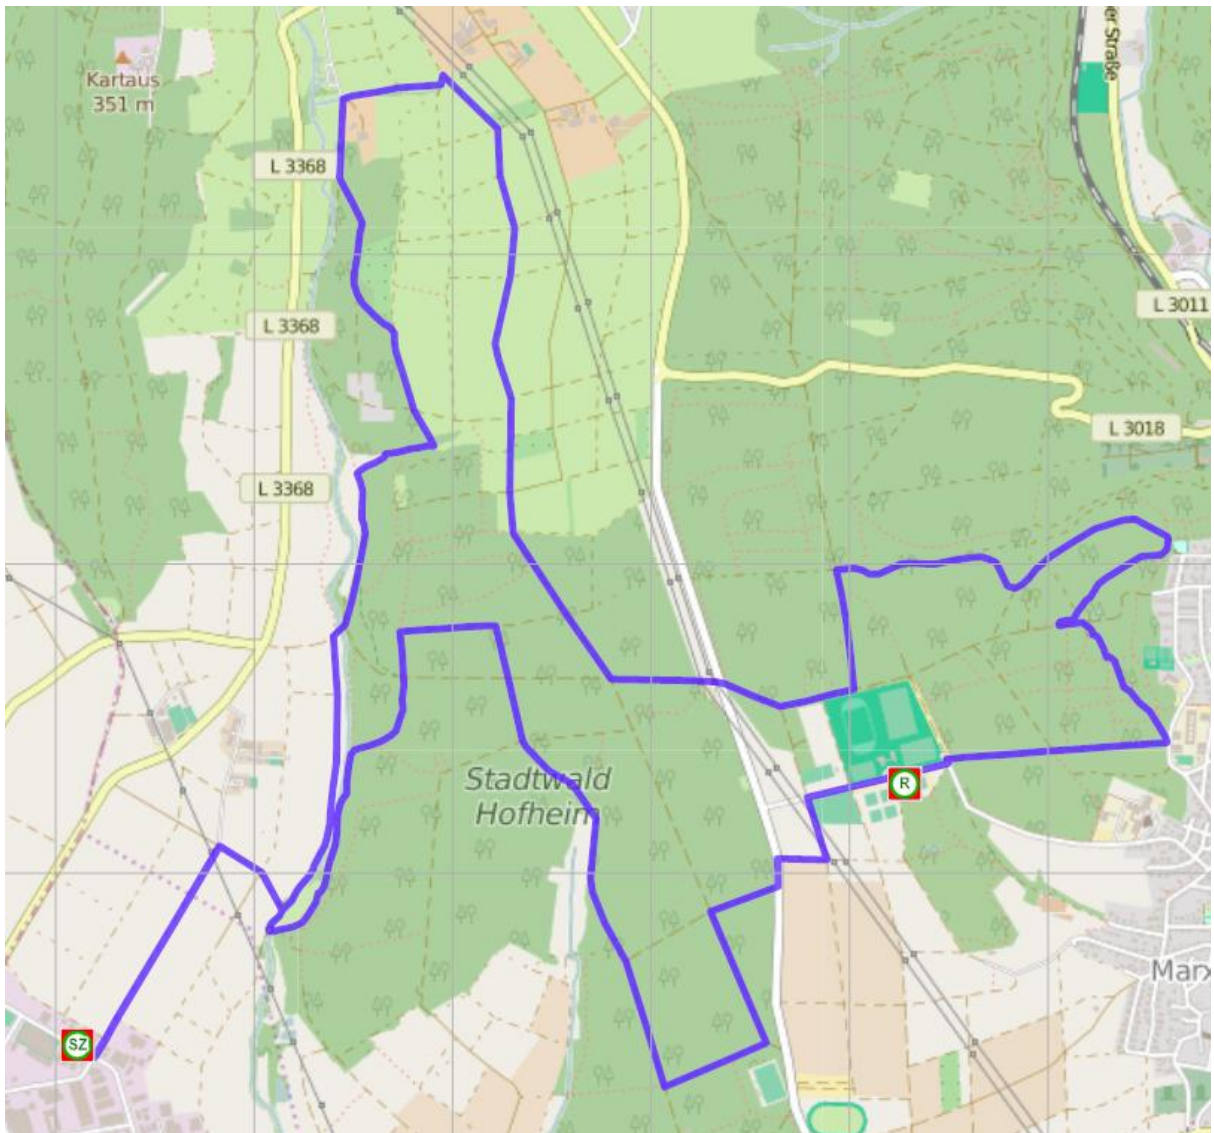 er Straße
Kartaus
351 m
L 3368
L 3011
L 3368
L 3018
L 3368
Stadtwald
Hofheim
R
Marx
SZ